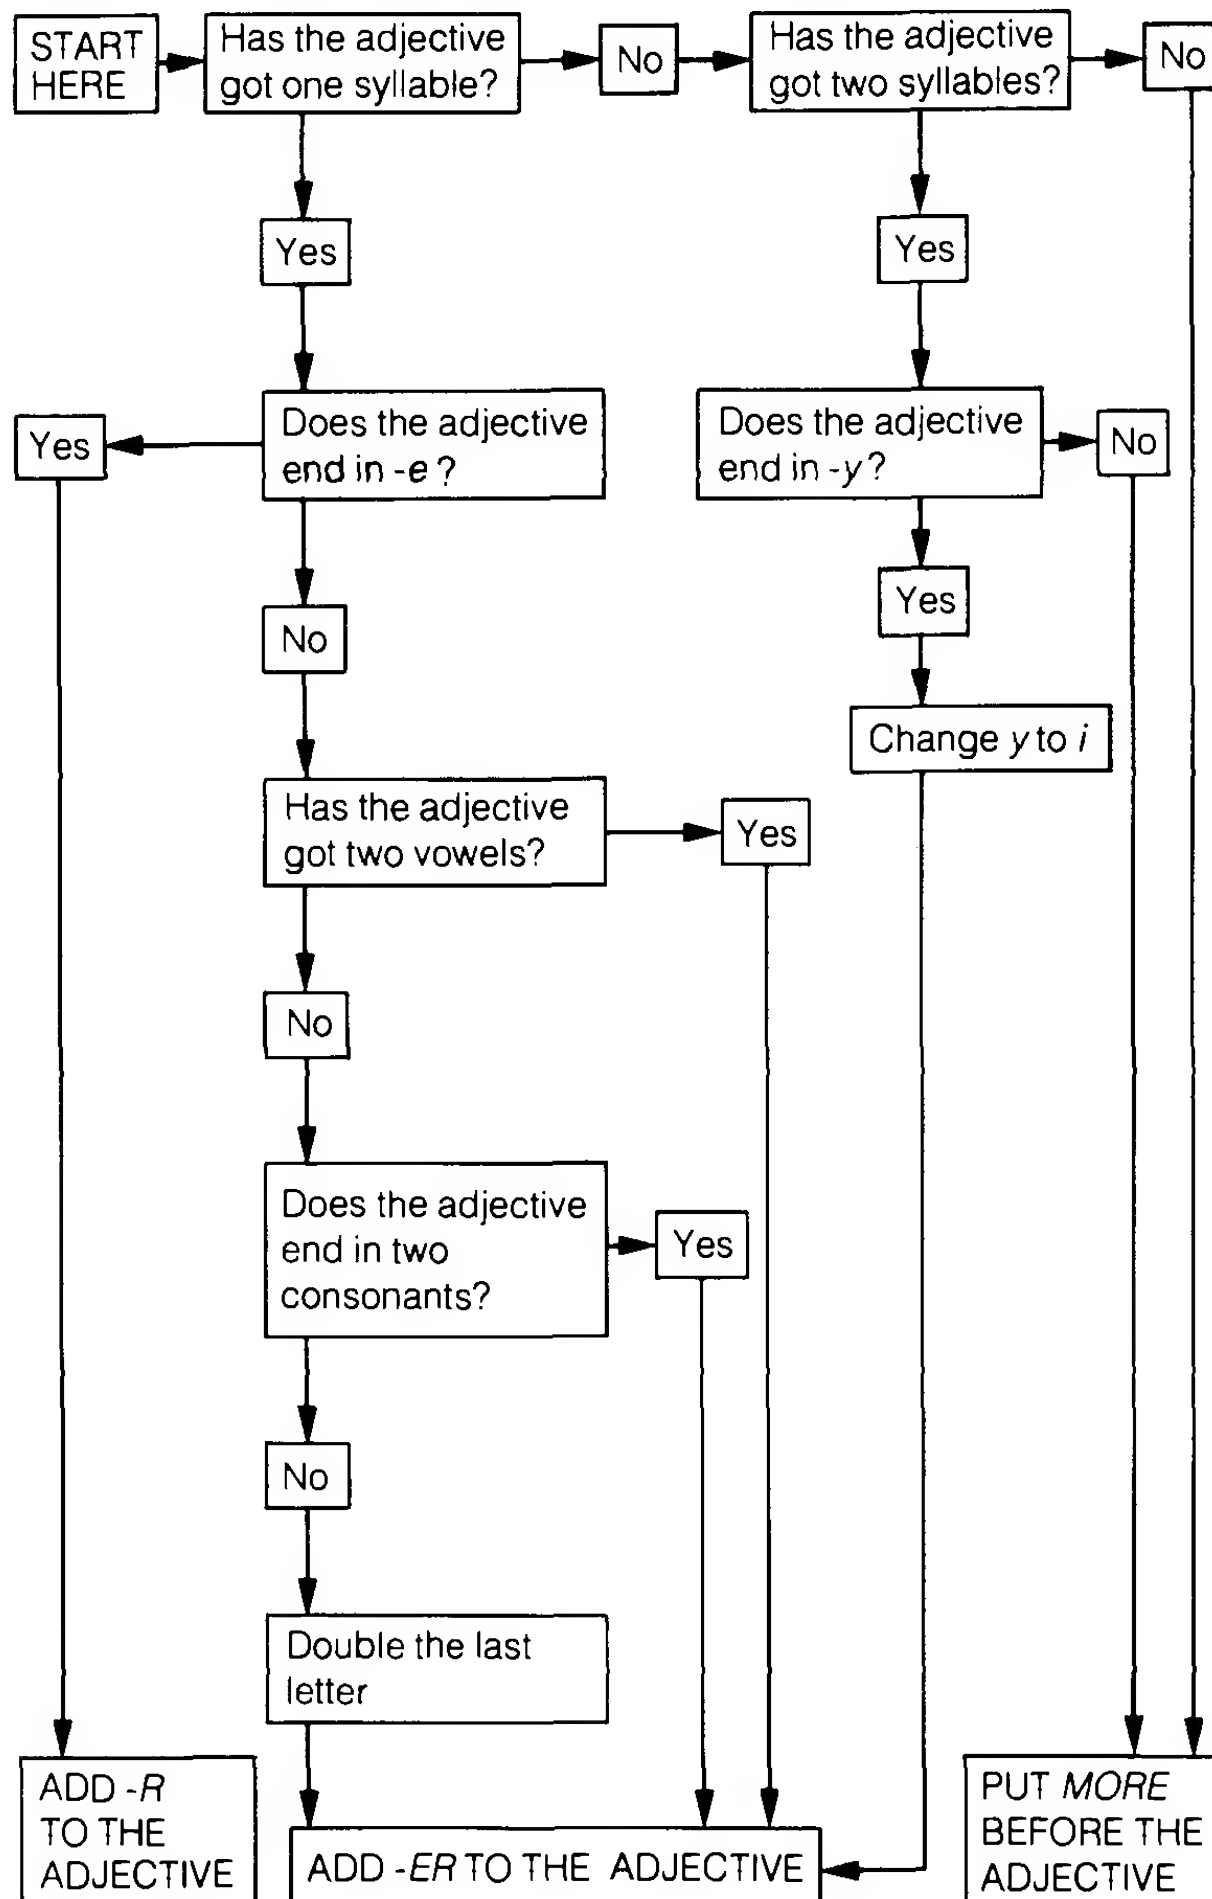 START
HERE
Has the adjective
got one syllable?
No
Has the adjective
got two syllables?
No
Yes
Yes
Yes
Does the adjective
end in -e?
Does the adjective
end in -y?
No
No
Yes
Change y to i
Has the adjective
got two vowels?
Yes
No
Does the adjective
end in two
consonants?
Yes
No
Double the last
letter
ADD -R
TO THE
ADJECTIVE
ADD -ER TO THE ADJECTIVE
PUT MORE
BEFORE THE
ADJECTIVE